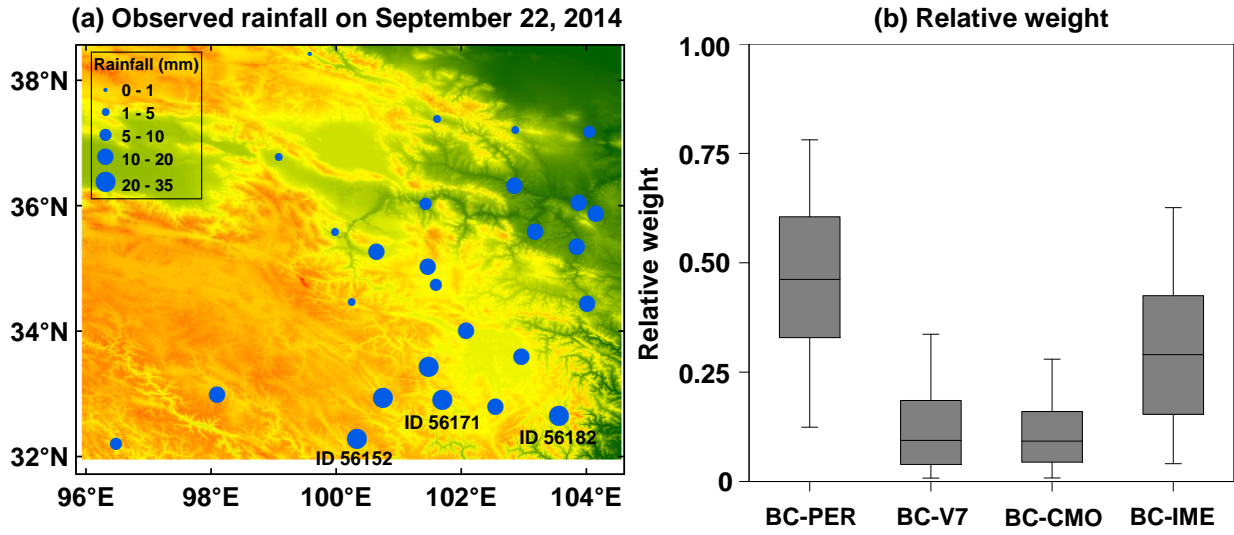 (a) Observed rainfall on September 22, 2014
Rainfall (mm)
0 - 1
1 - 5
5 - 10
10 - 20
20 - 35
38°N
36°N
34°N
32°N
ID 56171
ID 56182
ID 56152
96°E 98°E 100°E 102°E 104°E
(b) Relative weight
Relative weight
1.00
0.75
0.50
0.25
0
BC-PER BC-V7 BC-CMO BC-IME